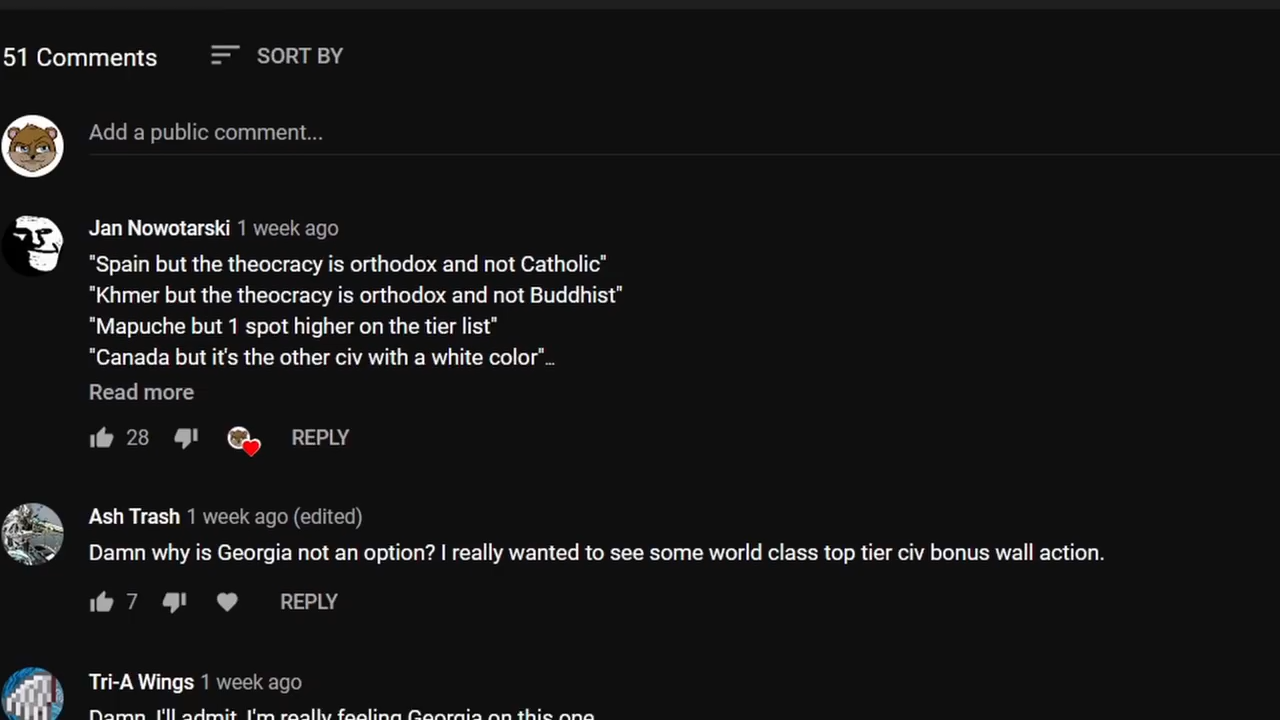 51 Comments
SORT BY
Add a public comment...
Jan Nowotarski 1 week ago
"Spain but the theocracy is orthodox and not Catholic"
"Khmer but the theocracy is orthodox and not Buddhist"
"Mapuche but 1 spot higher on the tier list"
"Canada but it's the other civ with a white color"...
Read more
28
REPLY
Ash Trash 1 week ago (edited)
Damn why is Georgia not an option? I really wanted to see some world class top tier civ bonus wall action.
7
REPLY
Tri-A Wings 1 week ago
Damn, I'll admit, I'm really feeling Georgia on this one